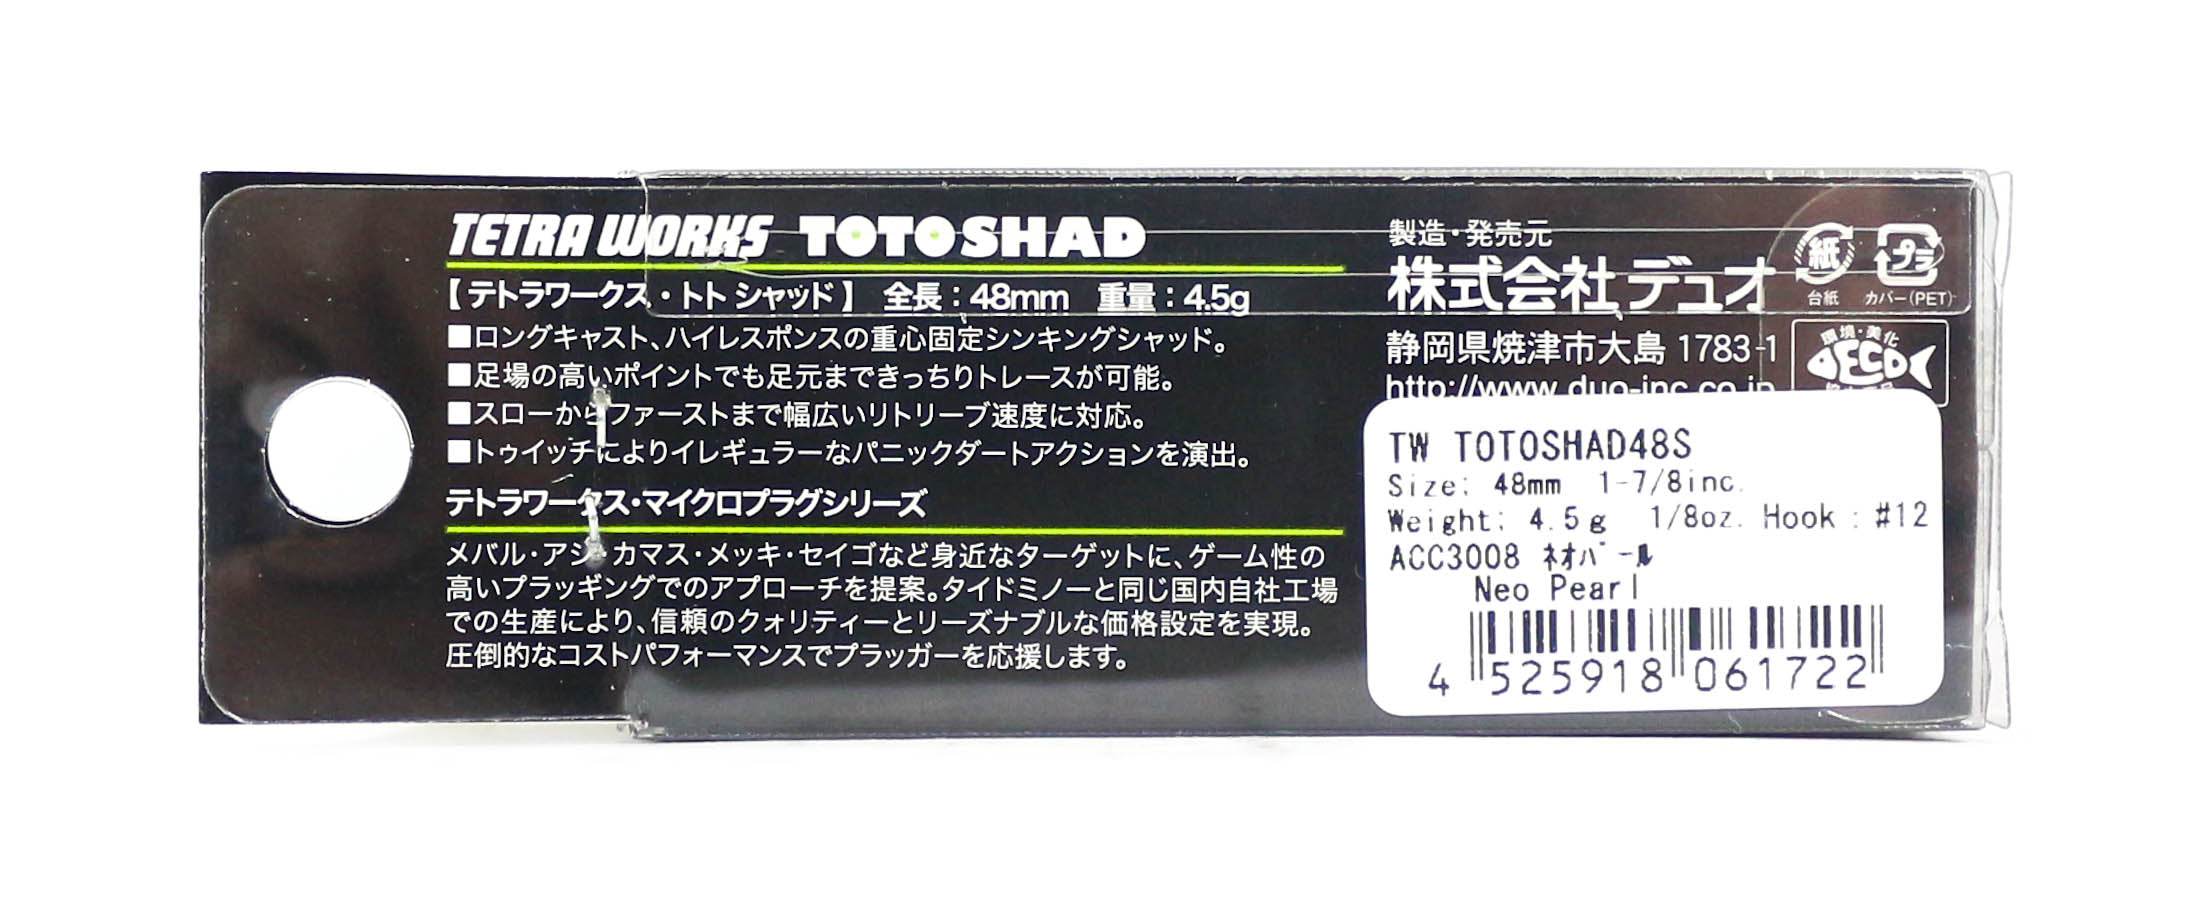 TETRA WORKS TOTOSHAD
【テトラワークス・トト シャッド】 全長：48mm 重量：4.5g
■ロングキャスト、ハイレスポンスの重心固定シンキングシャッド。
■足場の高いポイントでも足元まできっちりトレースが可能。
■スローからファーストまで幅広いリトリーブ速度に対応。
■トゥイッチによりイレギュラーなパニックダートアクションを演出。
テトラワークス・マイクロプラグシリーズ
メバル・アジ・カマス・メッキ・セイゴなど身近なターゲットに、ゲーム性の
高いプラッギングでのアプローチを提案。タイドミノーと同じ国内自社工場
での生産により、信頼のクォリティーとリーズナブルな価格設定を実現。
圧倒的なコストパフォーマンスでプラッガーを応援します。
製造・発売元
株式会社デュオ
静岡県焼津市大島 1783-1
http://www.duo-inc.co.jp
紙
台紙
プラ
カバー(PET)
環境・美化
ECO
TW TOTOSHAD48S
Size: 48mm 1-7/8inc.
Weight: 4.5g 1/8oz. Hook : #12
ACC3008 ﾈｵﾊﾟｰﾙ
Neo Pearl
4 525918 061722